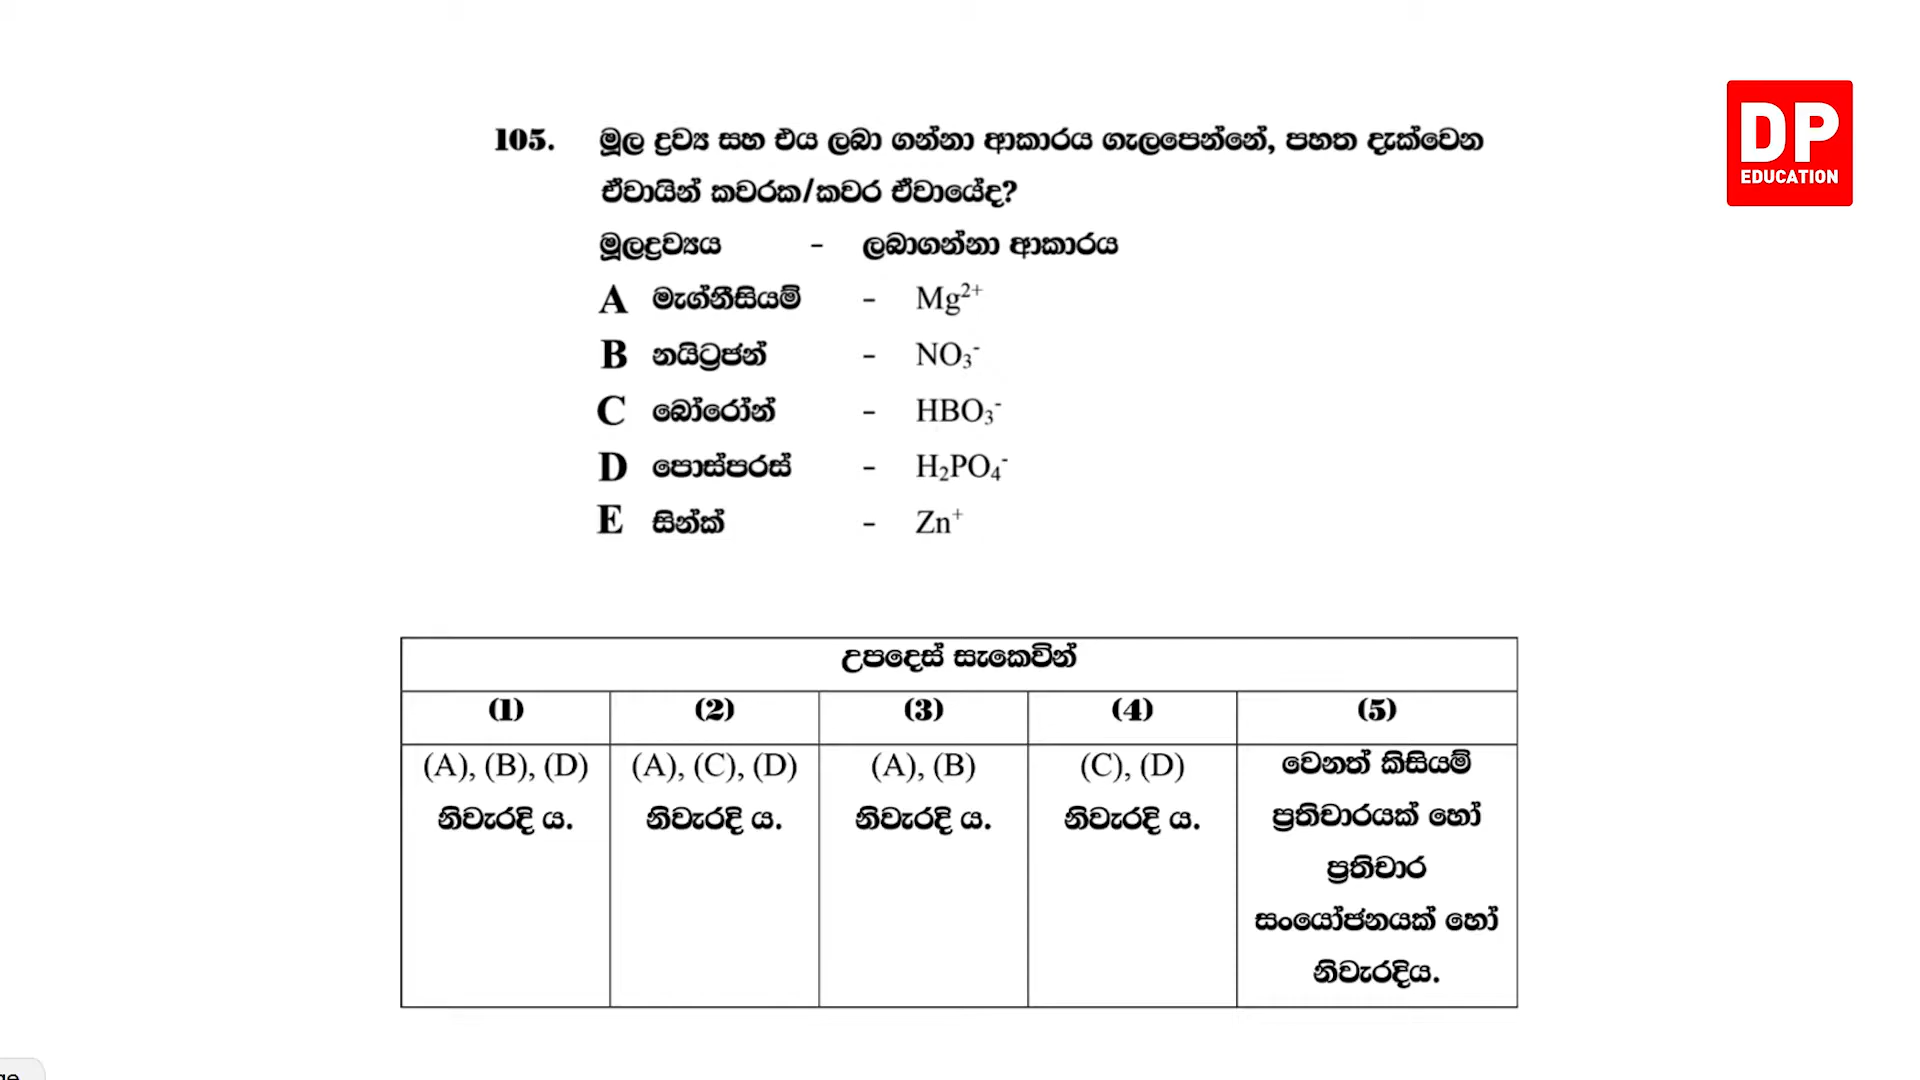 DP
EDUCATION
105. මූල ද්‍රව්‍ය සහ එය ලබා ගන්නා ආකාරය ගැලපෙන්නේ, පහත දැක්වෙන
ඒවායින් කවරක/කවර ඒවායේද?
මූලද්‍රව්‍යය - ලබාගන්නා ආකාරය
A මැග්නීසියම් - Mg²⁺
B නයිට්‍රජන් - NO₃⁻
C බෝරෝන් - HBO₃⁻
D පොස්පරස් - H₂PO₄⁻
E සින්ක් - Zn⁺
උපදෙස් සැකෙවින්
(1) (2) (3) (4) (5)
(A), (B), (D) (A), (C), (D) (A), (B) (C), (D) වෙනත් කිසියම්
නිවැරදි ය. නිවැරදි ය. නිවැරදි ය. නිවැරදි ය. ප්‍රතිචාරයක් හෝ
ප්‍රතිචාර
සංයෝජනයක් හෝ
නිවැරදිය.